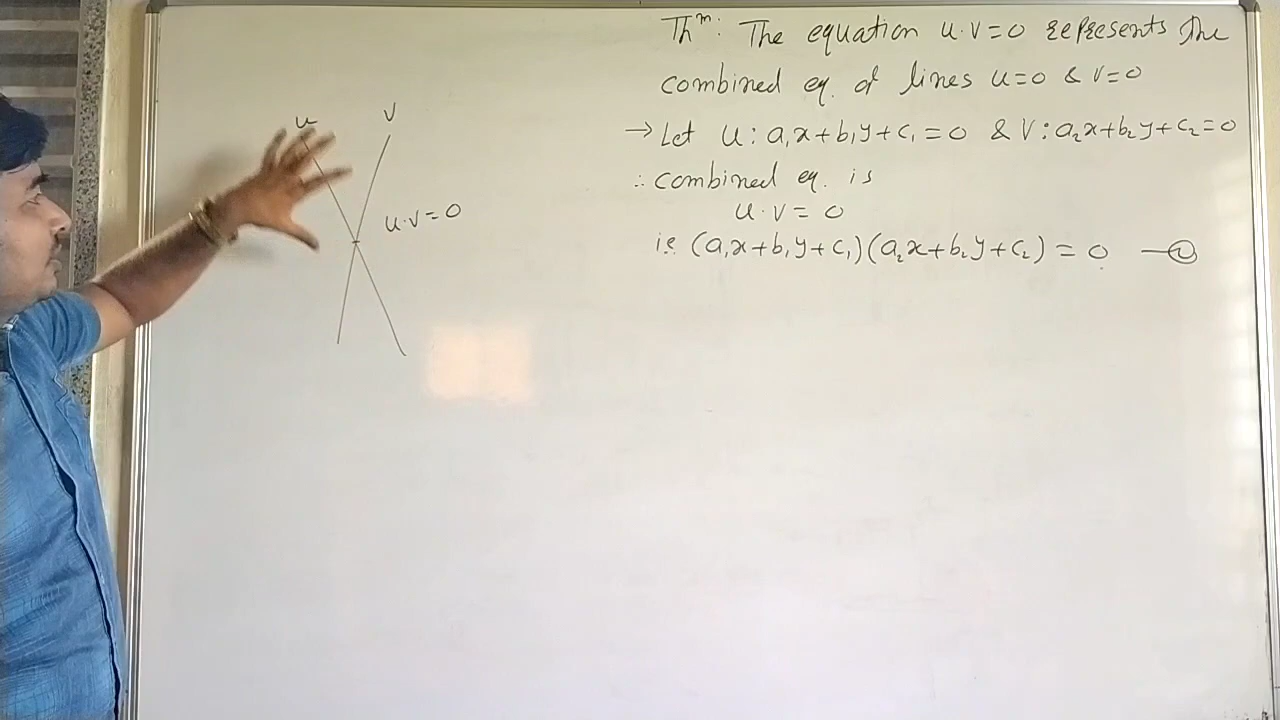 Thᵐ: The equation u·v=0 represents the
combined eq. of lines u=0 & v=0
→ Let u: a₁x+b₁y+c₁=0 & v: a₂x+b₂y+c₂=0
∴ combined eq. is
u·v = 0
i.e. (a₁x+b₁y+c₁)(a₂x+b₂y+c₂) = 0 —①
u
v
u·v=0